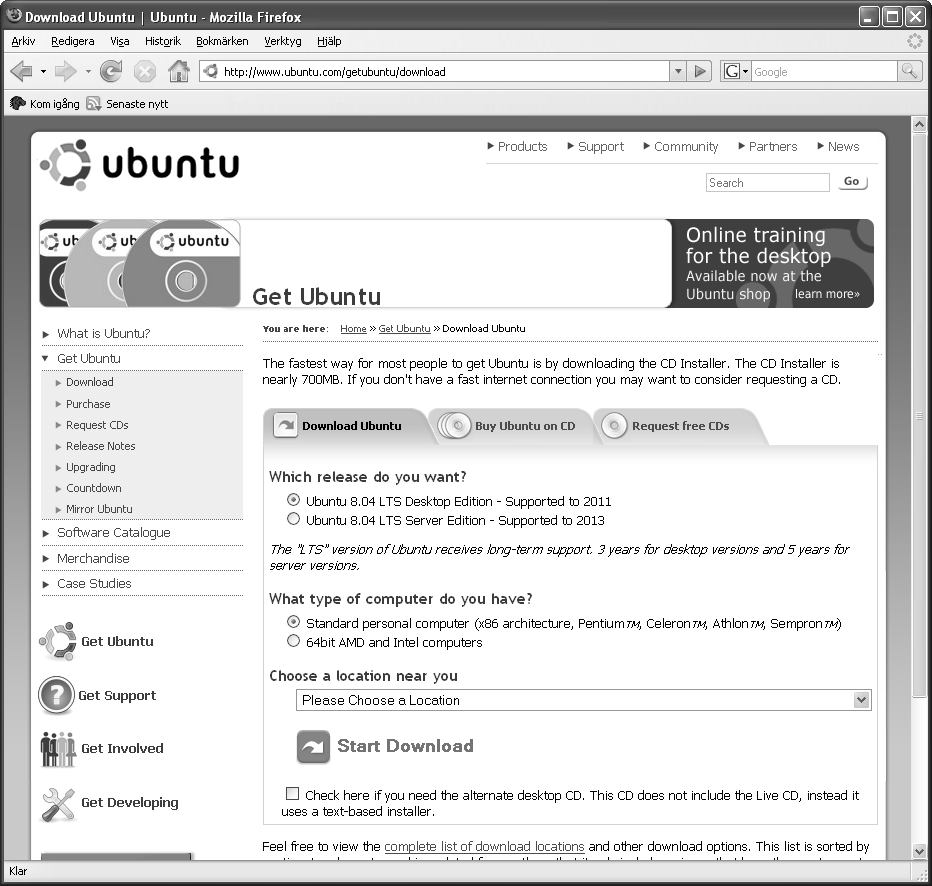 Download Ubuntu | Ubuntu - Mozilla Firefox
Arkiv Redigera Visa Historik Bokmärken Verktyg Hjälp
http://www.ubuntu.com/getubuntu/download
G Google
Kom igång Senaste nytt
ubuntu
Products Support Community Partners News
Search Go
ub ubu ubuntu
Get Ubuntu
Online training
for the desktop
Available now at the
Ubuntu shop learn more»
What is Ubuntu?
Get Ubuntu
Download
Purchase
Request CDs
Release Notes
Upgrading
Countdown
Mirror Ubuntu
Software Catalogue
Merchandise
Case Studies
Get Ubuntu
Get Support
Get Involved
Get Developing
You are here: Home » Get Ubuntu » Download Ubuntu
The fastest way for most people to get Ubuntu is by downloading the CD Installer. The CD Installer is
nearly 700MB. If you don't have a fast internet connection you may want to consider requesting a CD.
Download Ubuntu Buy Ubuntu on CD Request free CDs
Which release do you want?
Ubuntu 8.04 LTS Desktop Edition - Supported to 2011
Ubuntu 8.04 LTS Server Edition - Supported to 2013
The "LTS" version of Ubuntu receives long-term support. 3 years for desktop versions and 5 years for
server versions.
What type of computer do you have?
Standard personal computer (x86 architecture, Pentium™, Celeron™, Athlon™, Sempron™)
64bit AMD and Intel computers
Choose a location near you
Please Choose a Location
Start Download
Check here if you need the alternate desktop CD. This CD does not include the Live CD, instead it
uses a text-based installer.
Feel free to view the complete list of download locations and other download options. This list is sorted by
Klar